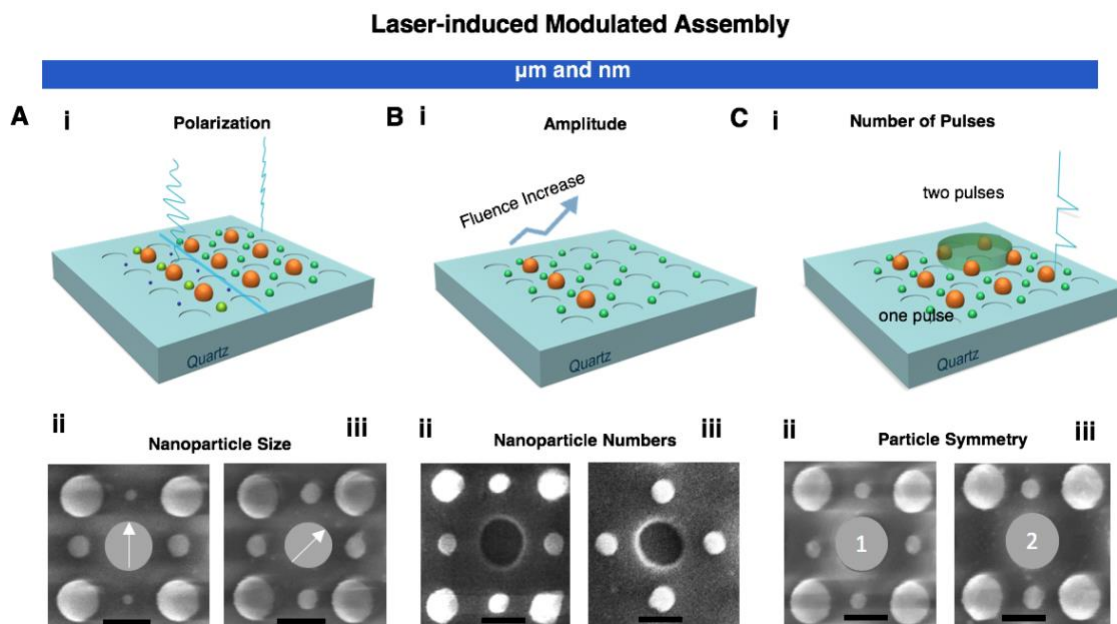 Laser-induced Modulated Assembly
μm and nm
A
i
Polarization
B
i
Amplitude
C
i
Number of Pulses
Fluence Increase
two pulses
one pulse
Quartz
Quartz
Quartz
ii
Nanoparticle Size
iii
ii
Nanoparticle Numbers
iii
ii
Particle Symmetry
iii
1
2